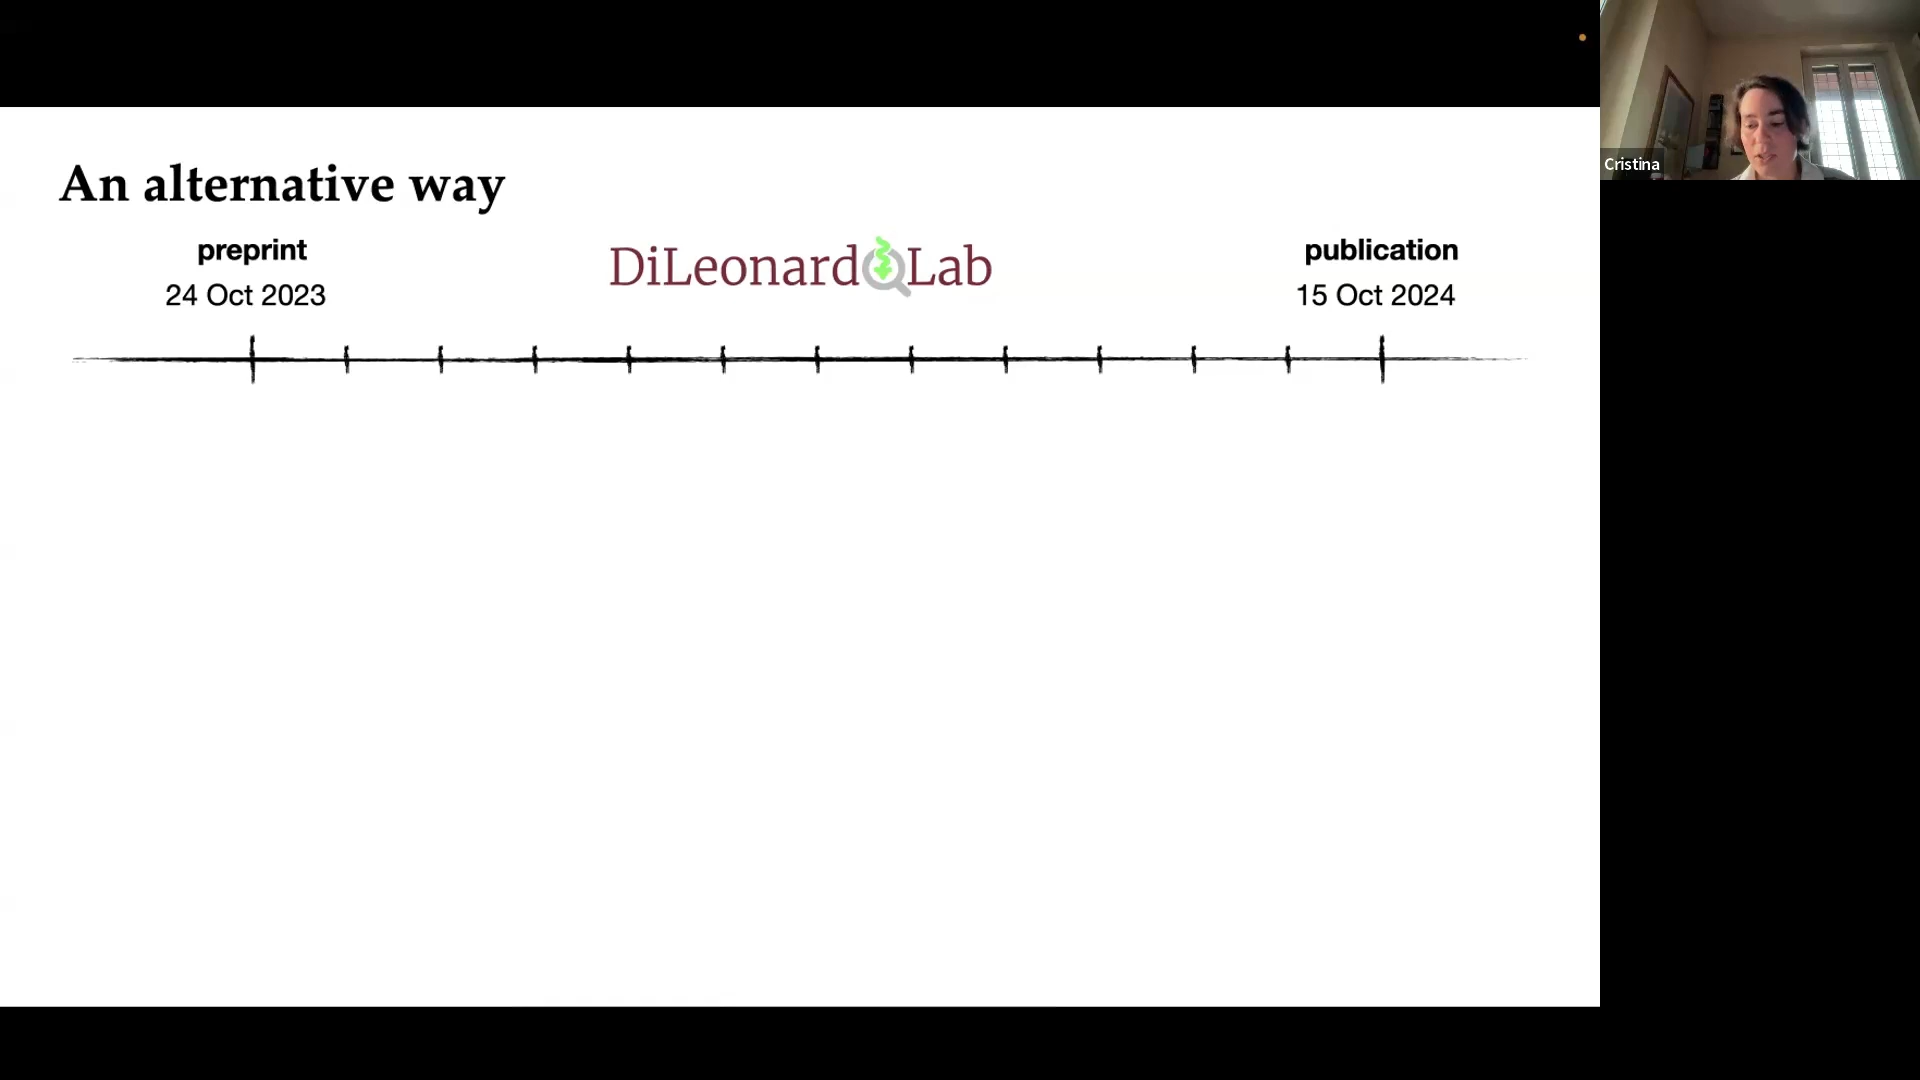 An alternative way
preprint
24 Oct 2023
DiLeonardoLab
publication
15 Oct 2024
Cristina